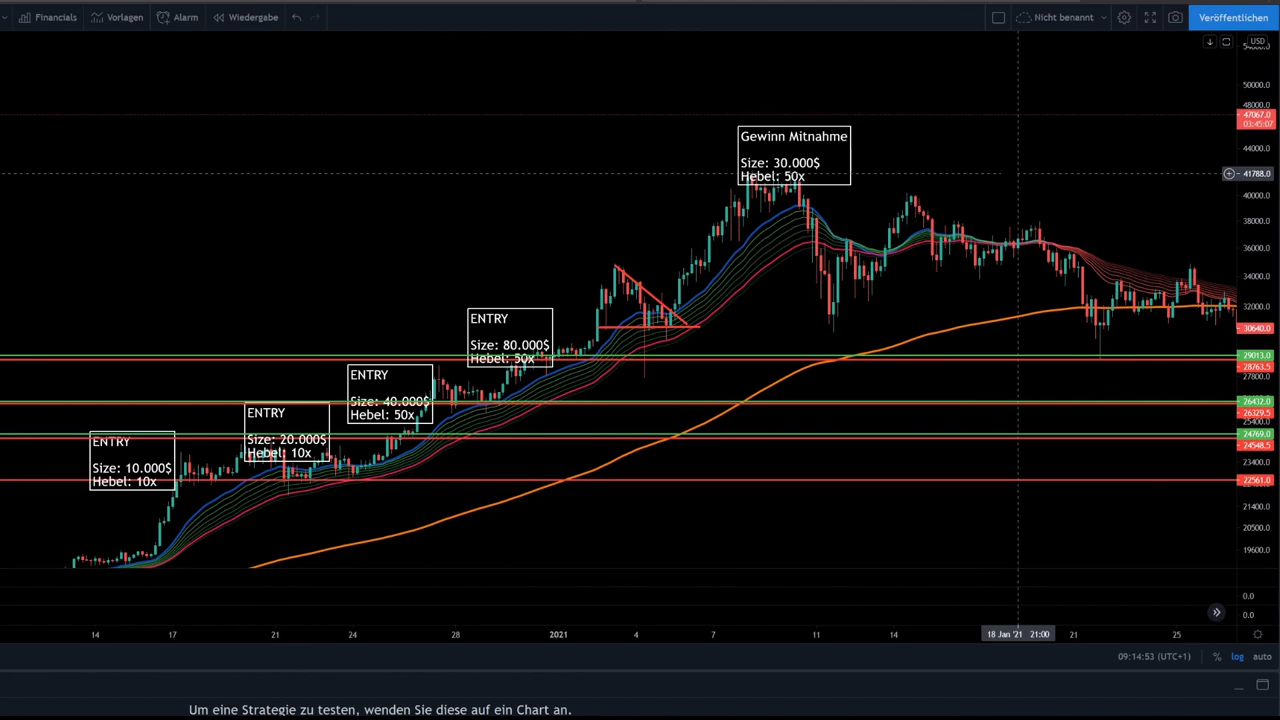 Financials Vorlagen Alarm Wiedergabe Nicht benannt Veröffentlichen
USD
50000.0
48000.0
47067.0
03:45:07
44000.0
Gewinn Mitnahme
Size: 30.000$
Hebel: 50x
41788.0
40000.0
38000.0
36000.0
34000.0
32000.0
30640.0
ENTRY
Size: 80.000$
Hebel: 50x
29013.0
28763.5
27800.0
ENTRY
Size: 40.000$
Hebel: 50x
26432.0
26329.5
25400.0
ENTRY
Size: 20.000$
Hebel: 10x
24769.0
24548.5
ENTRY
Size: 10.000$
Hebel: 10x
23400.0
22561.0
21400.0
20500.0
19600.0
0.0
0.0
14 17 21 24 28 2021 4 7 11 14 18 Jan '21 21:00 21 25
09:14:53 (UTC+1) % log auto
Um eine Strategie zu testen, wenden Sie diese auf ein Chart an.